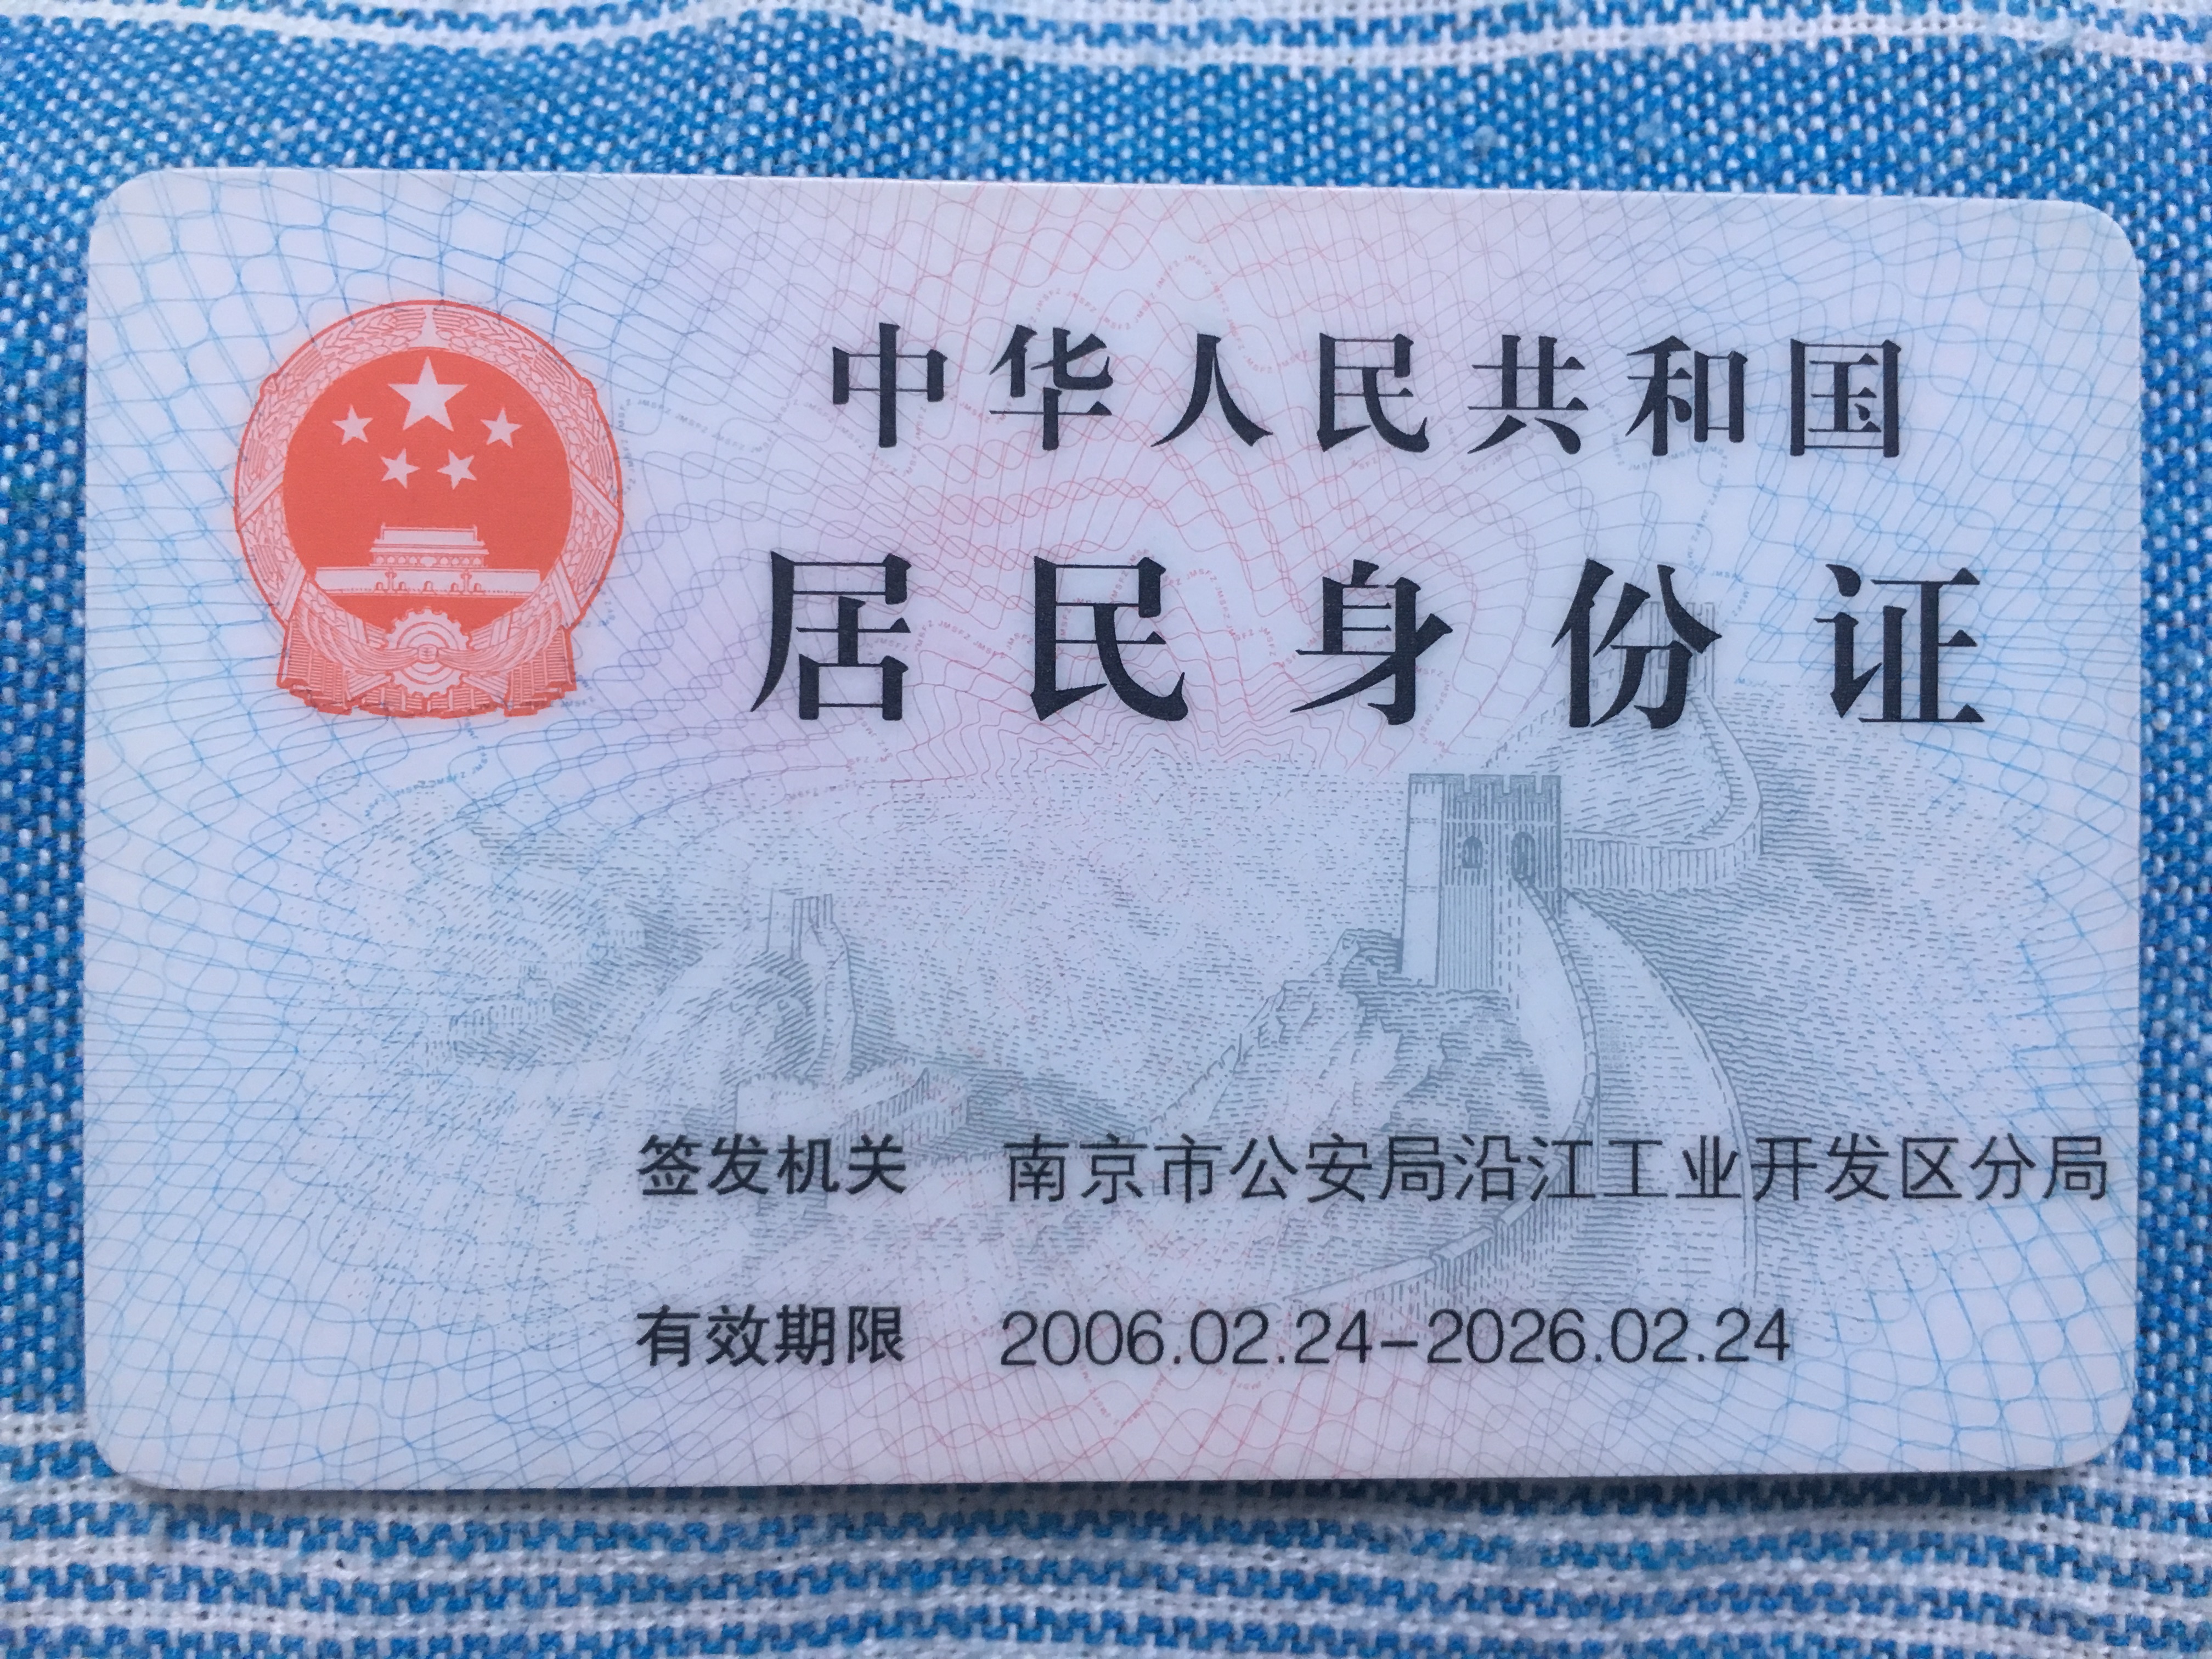 中华人民共和国
居民身份证
签发机关 南京市公安局沿江工业开发区分局
有效期限 2006.02.24-2026.02.24